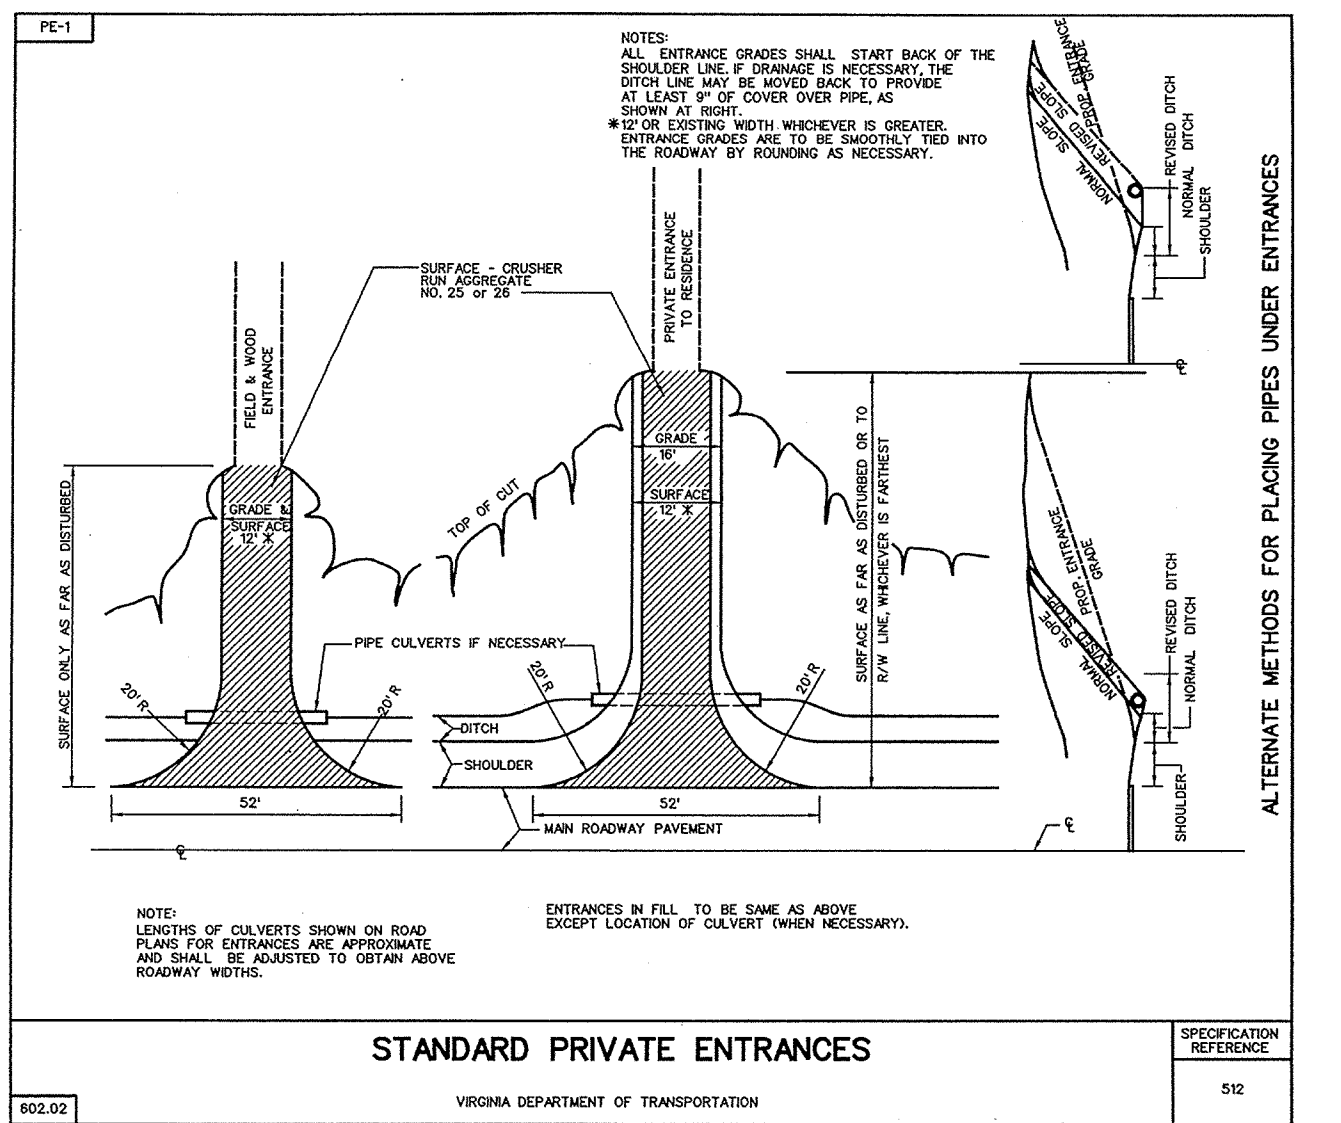 PE-1
NOTES:
ALL ENTRANCE GRADES SHALL START BACK OF THE
SHOULDER LINE. IF DRAINAGE IS NECESSARY, THE
DITCH LINE MAY BE MOVED BACK TO PROVIDE
AT LEAST 9" OF COVER OVER PIPE, AS
SHOWN AT RIGHT.
*12' OR EXISTING WIDTH WHICHEVER IS GREATER.
ENTRANCE GRADES ARE TO BE SMOOTHLY TIED INTO
THE ROADWAY BY ROUNDING AS NECESSARY.
PROP. ENTRANCE
GRADE
REVISED SLOPE
NORMAL SLOPE
REVISED DITCH
NORMAL DITCH
SHOULDER
℄
ALTERNATE METHODS FOR PLACING PIPES UNDER ENTRANCES
SURFACE - CRUSHER
RUN AGGREGATE
NO. 25 or 26
FIELD & WOOD
ENTRANCE
PRIVATE ENTRANCE
TO RESIDENCE
GRADE
16'
SURFACE
12' *
GRADE &
SURFACE
12' *
TOP OF CUT
SURFACE ONLY AS FAR AS DISTURBED
SURFACE AS FAR AS DISTURBED OR TO
R/W LINE, WHICHEVER IS FARTHEST
PIPE CULVERTS IF NECESSARY
20' R
20' R
20' R
20' R
DITCH
SHOULDER
52'
52'
MAIN ROADWAY PAVEMENT
℄
PROP. ENTRANCE
GRADE
REVISED SLOPE
NORMAL SLOPE
REVISED DITCH
NORMAL DITCH
SHOULDER
℄
NOTE:
LENGTHS OF CULVERTS SHOWN ON ROAD
PLANS FOR ENTRANCES ARE APPROXIMATE
AND SHALL BE ADJUSTED TO OBTAIN ABOVE
ROADWAY WIDTHS.
ENTRANCES IN FILL TO BE SAME AS ABOVE
EXCEPT LOCATION OF CULVERT (WHEN NECESSARY).
STANDARD PRIVATE ENTRANCES
VIRGINIA DEPARTMENT OF TRANSPORTATION
SPECIFICATION
REFERENCE
512
602.02